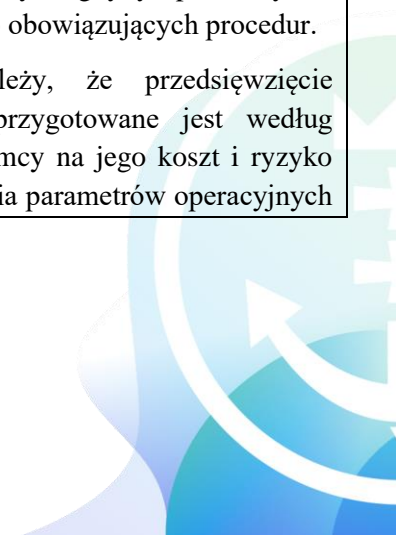 obowiązujących procedur.
leży, że przedsięwzięcie
przygotowane jest według
mcy na jego koszt i ryzyko
ia parametrów operacyjnych